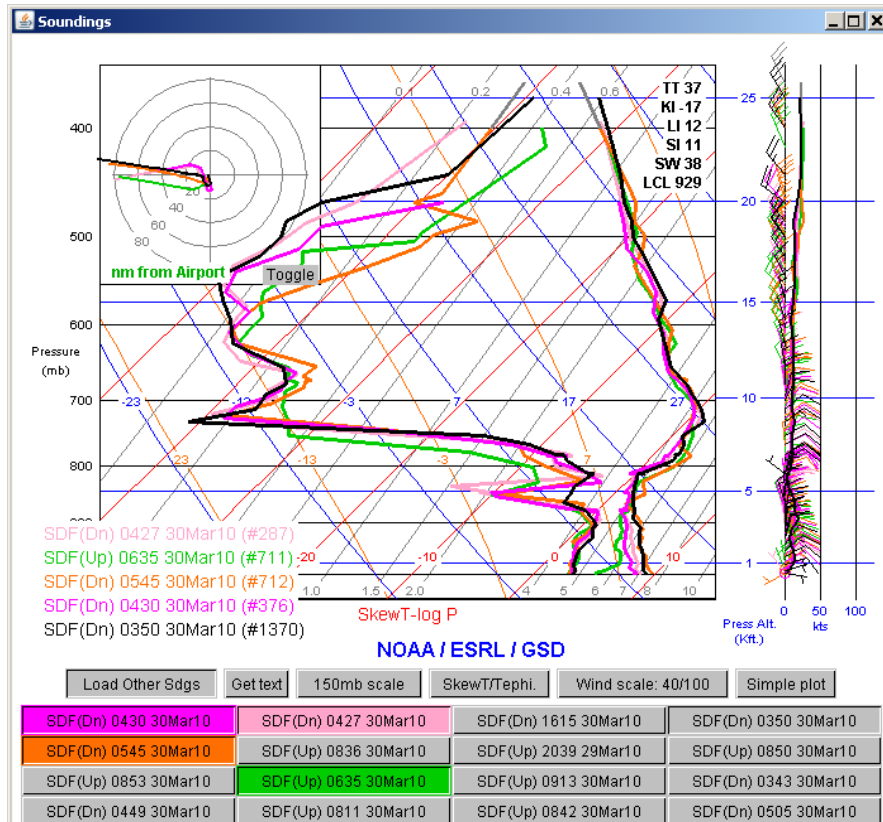 Soundings
0.1 0.2 0.4 0.6
TT 37
KI -17
LI 12
SI 11
SW 38
LCL 929
25
400
20
40
60
80
20
500
nm from Airport
Toggle
15
600
Pressure
(mb)
-23 -13 -3 7 17 27
10
700
-23 -13 -3 7
800
5
SDF(Dn) 0427 30Mar10 (#287)
SDF(Up) 0635 30Mar10 (#711)
-20 -10 0 10
1
SDF(Dn) 0545 30Mar10 (#712)
1.0 1.5 2.0 4 5 6 7 8 10
0 50 100
SDF(Dn) 0430 30Mar10 (#376)
SkewT-log P
Press Alt.
(Kft.)
kts
SDF(Dn) 0350 30Mar10 (#1370)
NOAA / ESRL / GSD
Load Other Sdgs Get text 150mb scale SkewT/Tephi. Wind scale: 40/100 Simple plot
SDF(Dn) 0430 30Mar10 SDF(Dn) 0427 30Mar10 SDF(Dn) 1615 30Mar10 SDF(Dn) 0350 30Mar10
SDF(Dn) 0545 30Mar10 SDF(Up) 0836 30Mar10 SDF(Up) 2039 29Mar10 SDF(Up) 0850 30Mar10
SDF(Up) 0853 30Mar10 SDF(Up) 0635 30Mar10 SDF(Up) 0913 30Mar10 SDF(Dn) 0343 30Mar10
SDF(Dn) 0449 30Mar10 SDF(Up) 0811 30Mar10 SDF(Up) 0842 30Mar10 SDF(Dn) 0505 30Mar10